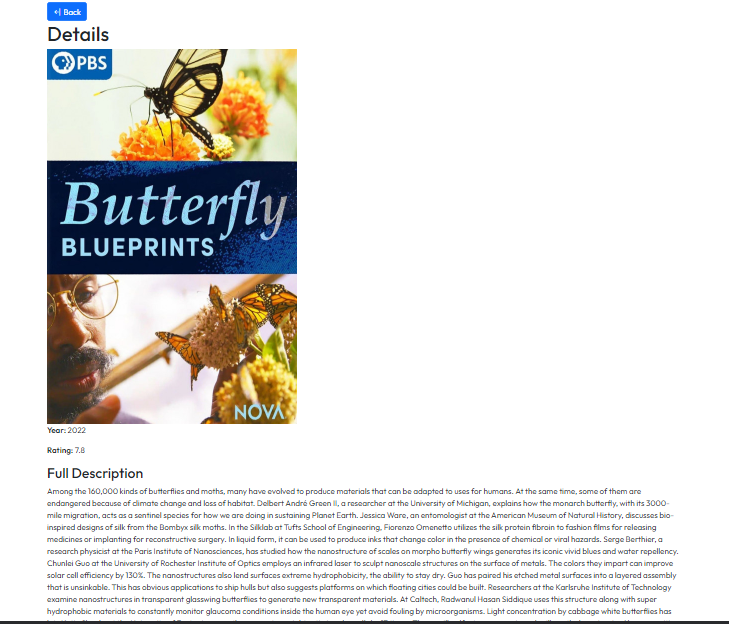 Back
Details
PBS
Butterfly
BLUEPRINTS
NOVA
Year: 2022
Rating: 7.8
Full Description
Among the 160,000 kinds of butterflies and moths, many have evolved to produce materials that can be adapted to uses for humans. At the same time, some of them are
endangered because of climate change and loss of habitat. Delbert André Green II, a researcher at the University of Michigan, explains how the monarch butterfly, with its 3000-
mile migration, acts as a sentinel species for how we are doing in sustaining Planet Earth. Jessica Ware, an entomologist at the American Museum of Natural History, discusses bio-
inspired designs of silk from the Bombyx silk moths. In the Silklab at Tufts School of Engineering, Fiorenzo Omenetto utilizes the silk protein fibroin to fashion films for releasing
medicines or implanting for reconstructive surgery. In liquid form, it can be used to produce inks that change color in the presence of chemical or viral hazards. Serge Berthier, a
research physicist at the Paris Institute of Nanosciences, has studied how the nanostructure of scales on morpho butterfly wings generates its iconic vivid blues and water repellency.
Chunlei Guo at the University of Rochester Institute of Optics employs an infrared laser to sculpt nanoscale structures on the surface of metals. The colors they impart can improve
solar cell efficiency by 130%. The nanostructures also lend surfaces extreme hydrophobicity, the ability to stay dry. Guo has paired his etched metal surfaces into a layered assembly
that is unsinkable. This has obvious applications to ship hulls but also suggests platforms on which floating cities could be built. Researchers at the Karlsruhe Institute of Technology
examine nanostructures in transparent glasswing butterflies to generate new transparent materials. At Caltech, Radwanul Hasan Siddique uses this structure along with super
hydrophobic materials to constantly monitor glaucoma conditions inside the human eye yet avoid fouling by microorganisms. Light concentration by cabbage white butterflies has